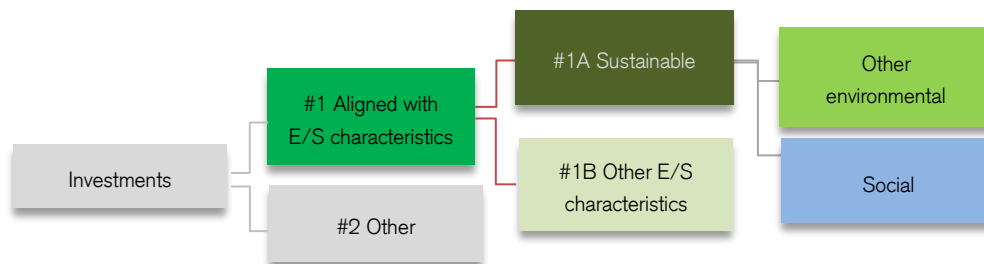 Investments
#1 Aligned with
E/S characteristics
#2 Other
#1A Sustainable
#1B Other E/S
characteristics
Other
environmental
Social